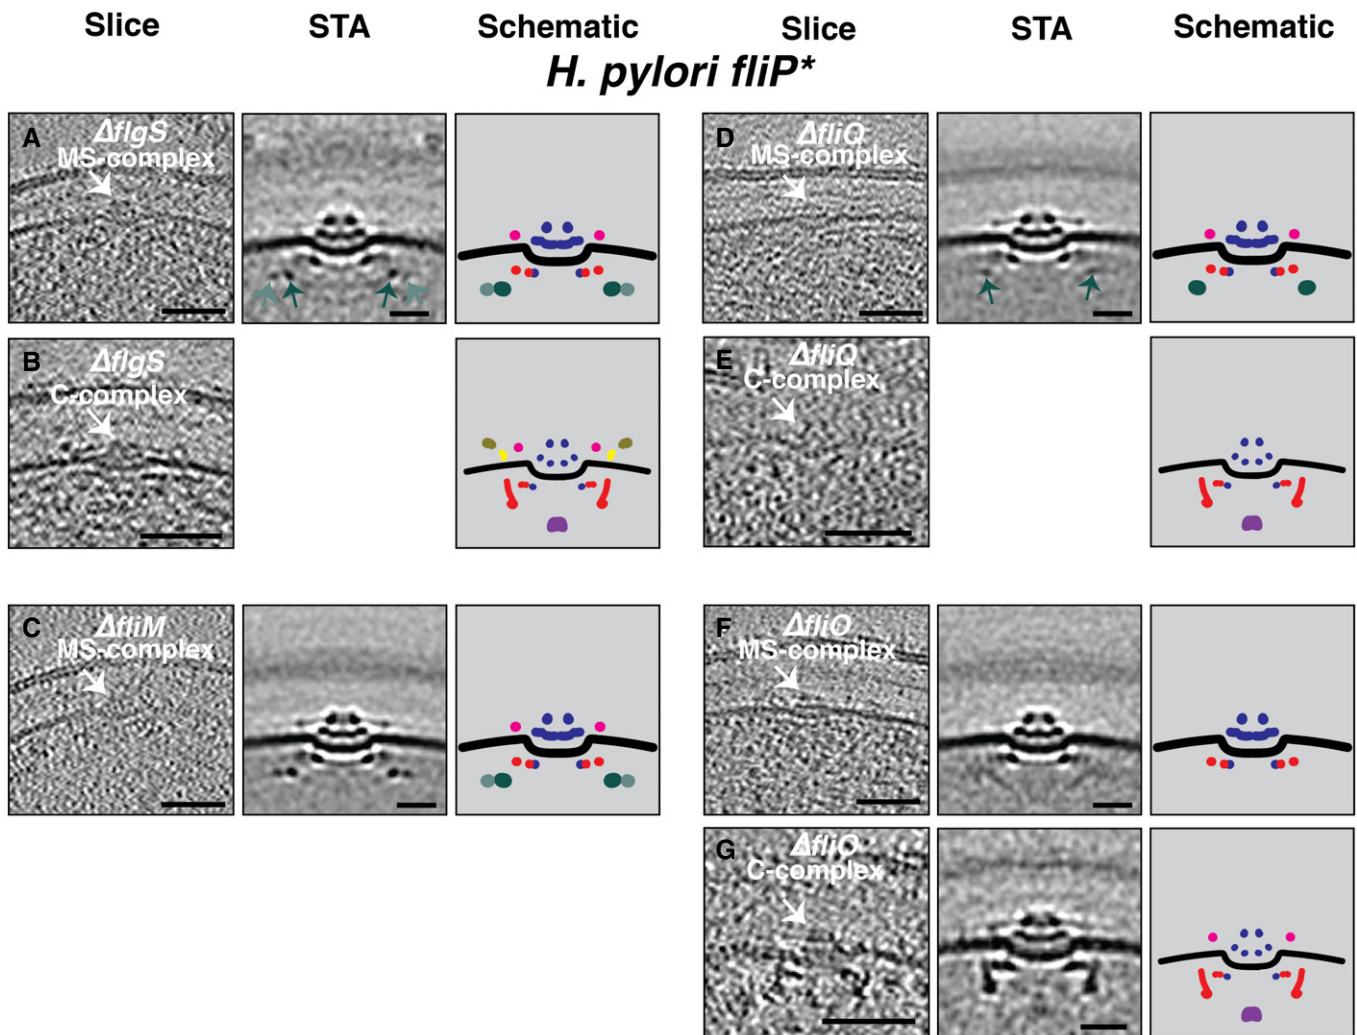 Slice STA Schematic Slice STA Schematic
H. pylori fliP*
A ΔflgS
MS-complex
D ΔfliQ
MS-complex
B ΔflgS
C-complex
E ΔfliQ
C-complex
C ΔfliM
MS-complex
F ΔfliO
MS-complex
G ΔfliO
C-complex